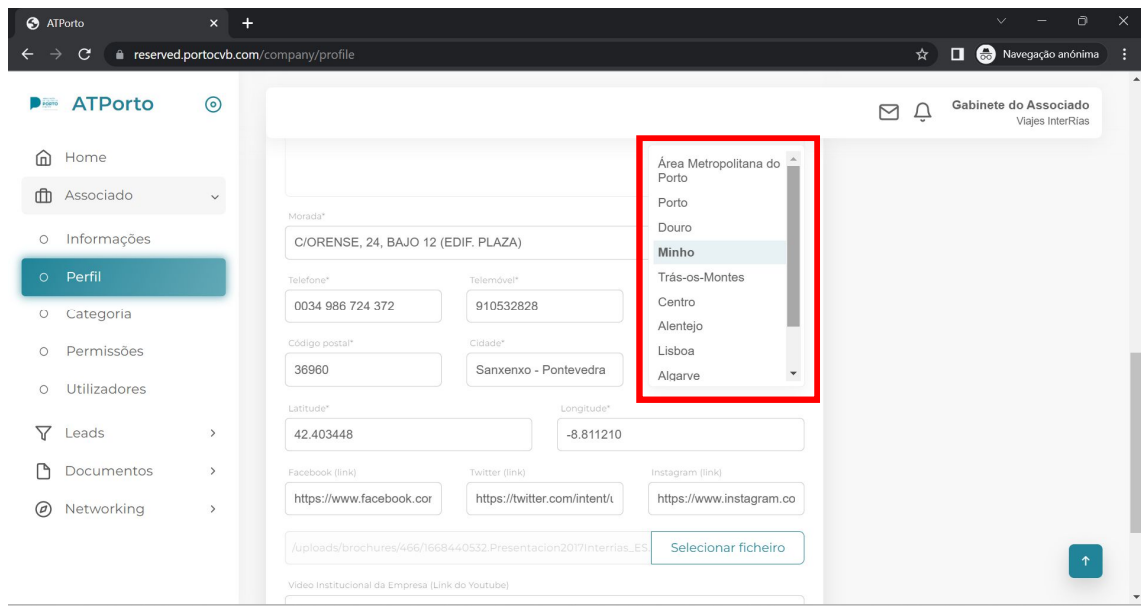 ATPorto
reserved.portocvb.com/company/profile
Navegação anónima
ATPorto
Gabinete do Associado
Viajes InterRías
Home
Associado
Informações
Perfil
Categoria
Permissões
Utilizadores
Leads
Documentos
Networking
Área Metropolitana do
Porto
Porto
Douro
Minho
Trás-os-Montes
Centro
Alentejo
Lisboa
Algarve
Morada*
C/ORENSE, 24, BAJO 12 (EDIF. PLAZA)
Telefone*
Telemóvel*
0034 986 724 372
910532828
Código postal*
Cidade*
36960
Sanxenxo - Pontevedra
Latitude*
Longitude*
42.403448
-8.811210
Facebook (link)
Twitter (link)
Instagram (link)
https://www.facebook.cor
https://twitter.com/intent/u
https://www.instagram.co
/uploads/brochures/466/1668440532.Presentacion2017Interrias_ES
Selecionar ficheiro
Video Institucional da Empresa (Link do Youtube)